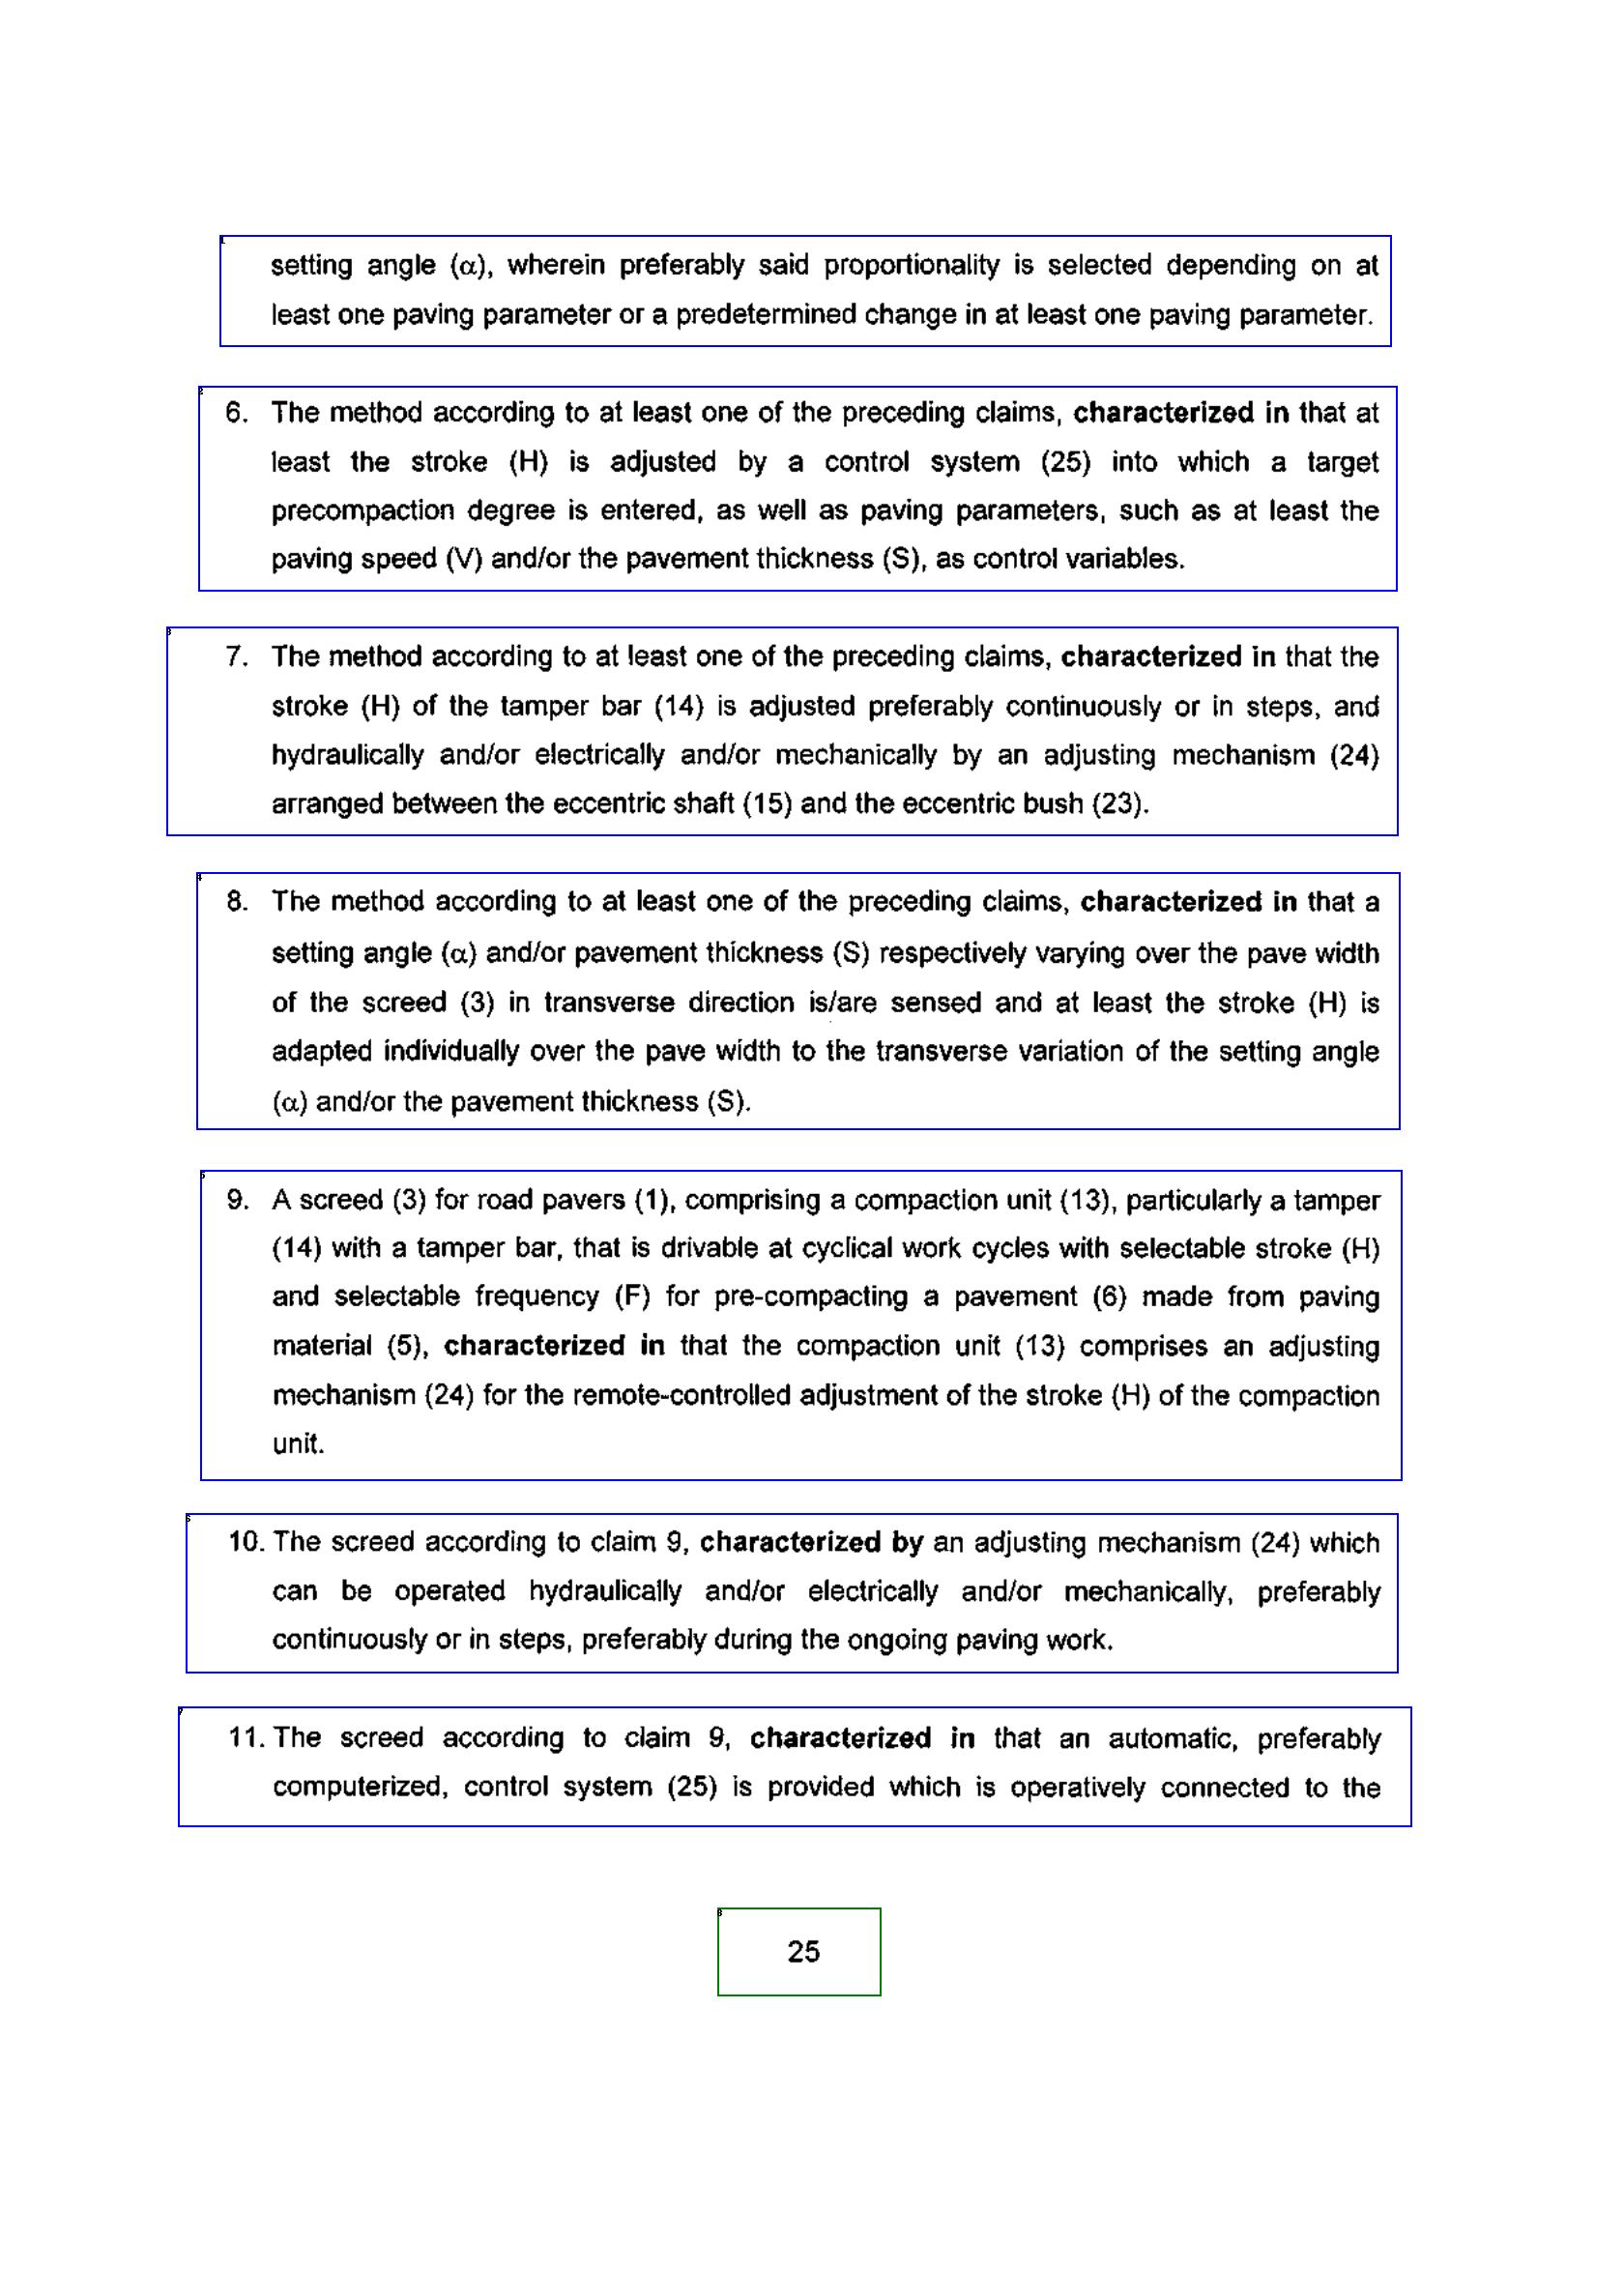 setting angle (α), wherein preferably said proportionality is selected depending on at
least one paving parameter or a predetermined change in at least one paving parameter.
6. The method according to at least one of the preceding claims, characterized in that at
least the stroke (H) is adjusted by a control system (25) into which a target
precompaction degree is entered, as well as paving parameters, such as at least the
paving speed (V) and/or the pavement thickness (S), as control variables.
7. The method according to at least one of the preceding claims, characterized in that the
stroke (H) of the tamper bar (14) is adjusted preferably continuously or in steps, and
hydraulically and/or electrically and/or mechanically by an adjusting mechanism (24)
arranged between the eccentric shaft (15) and the eccentric bush (23).
8. The method according to at least one of the preceding claims, characterized in that a
setting angle (α) and/or pavement thickness (S) respectively varying over the pave width
of the screed (3) in transverse direction is/are sensed and at least the stroke (H) is
adapted individually over the pave width to the transverse variation of the setting angle
(α) and/or the pavement thickness (S).
9. A screed (3) for road pavers (1), comprising a compaction unit (13), particularly a tamper
(14) with a tamper bar, that is drivable at cyclical work cycles with selectable stroke (H)
and selectable frequency (F) for pre-compacting a pavement (6) made from paving
material (5), characterized in that the compaction unit (13) comprises an adjusting
mechanism (24) for the remote-controlled adjustment of the stroke (H) of the compaction
unit.
10. The screed according to claim 9, characterized by an adjusting mechanism (24) which
can be operated hydraulically and/or electrically and/or mechanically, preferably
continuously or in steps, preferably during the ongoing paving work.
11. The screed according to claim 9, characterized in that an automatic, preferably
computerized, control system (25) is provided which is operatively connected to the
25